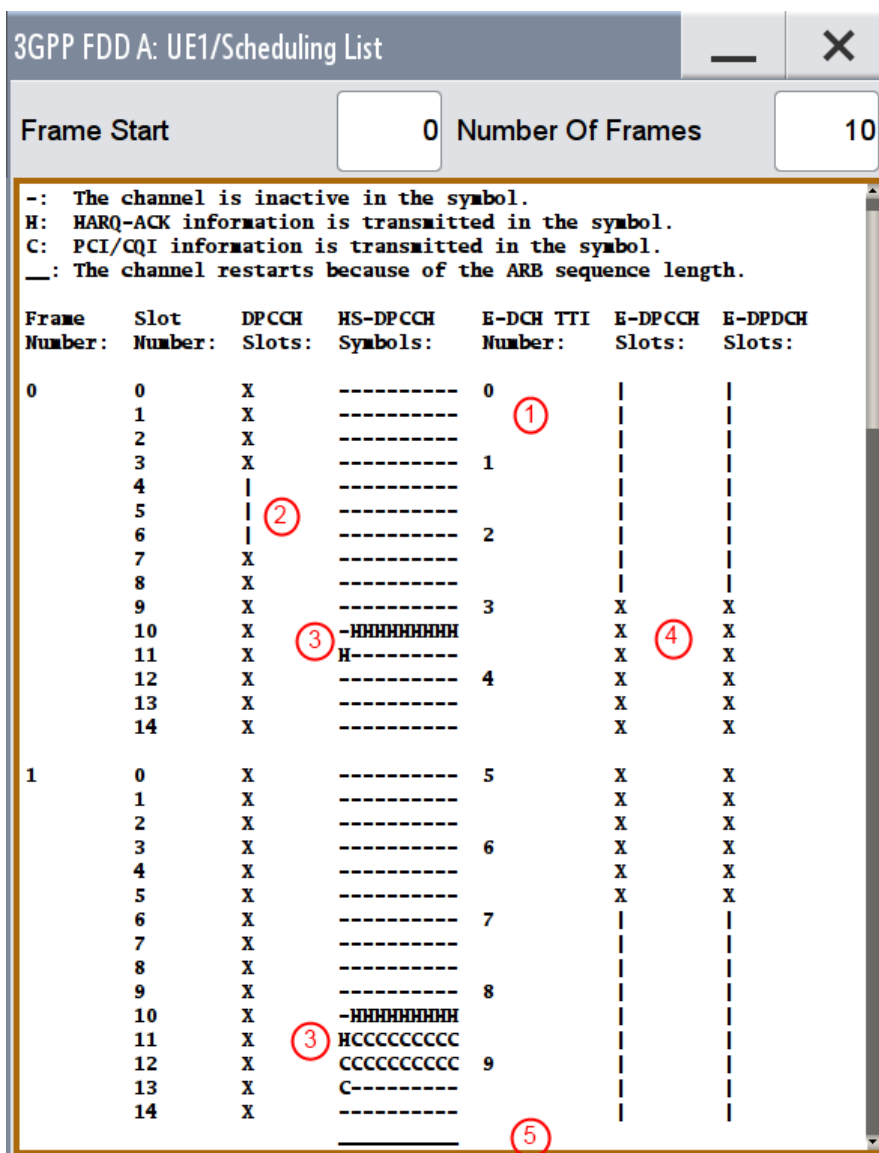 3GPP FDD A: UE1/Scheduling List
Frame Start 0 Number Of Frames 10
-: The channel is inactive in the symbol.
H: HARQ-ACK information is transmitted in the symbol.
C: PCI/CQI information is transmitted in the symbol.
__: The channel restarts because of the ARB sequence length.
Frame Slot DPCCH HS-DPCCH E-DCH TTI E-DPCCH E-DPDCH
Number: Number: Slots: Symbols: Number: Slots: Slots:
0 0 X ---------- 0 | |
1 X ---------- 1 | |
2 X ---------- | |
3 X ---------- 1 | |
4 | ---------- | |
5 | 2 ---------- | |
6 | ---------- 2 | |
7 X ---------- | |
8 X ---------- | |
9 X ---------- 3 X X
10 X 3 -HHHHHHHHH X 4 X
11 X H--------- X X
12 X ---------- 4 X X
13 X ---------- X X
14 X ---------- X X
1 0 X ---------- 5 X X
1 X ---------- X X
2 X ---------- X X
3 X ---------- 6 X X
4 X ---------- X X
5 X ---------- X X
6 X ---------- 7 | |
7 X ---------- | |
8 X ---------- | |
9 X ---------- 8 | |
10 X -HHHHHHHHH | |
11 X 3 HCCCCCCCCC | |
12 X CCCCCCCCCC 9 | |
13 X C--------- | |
14 X ---------- | |
__________ 5